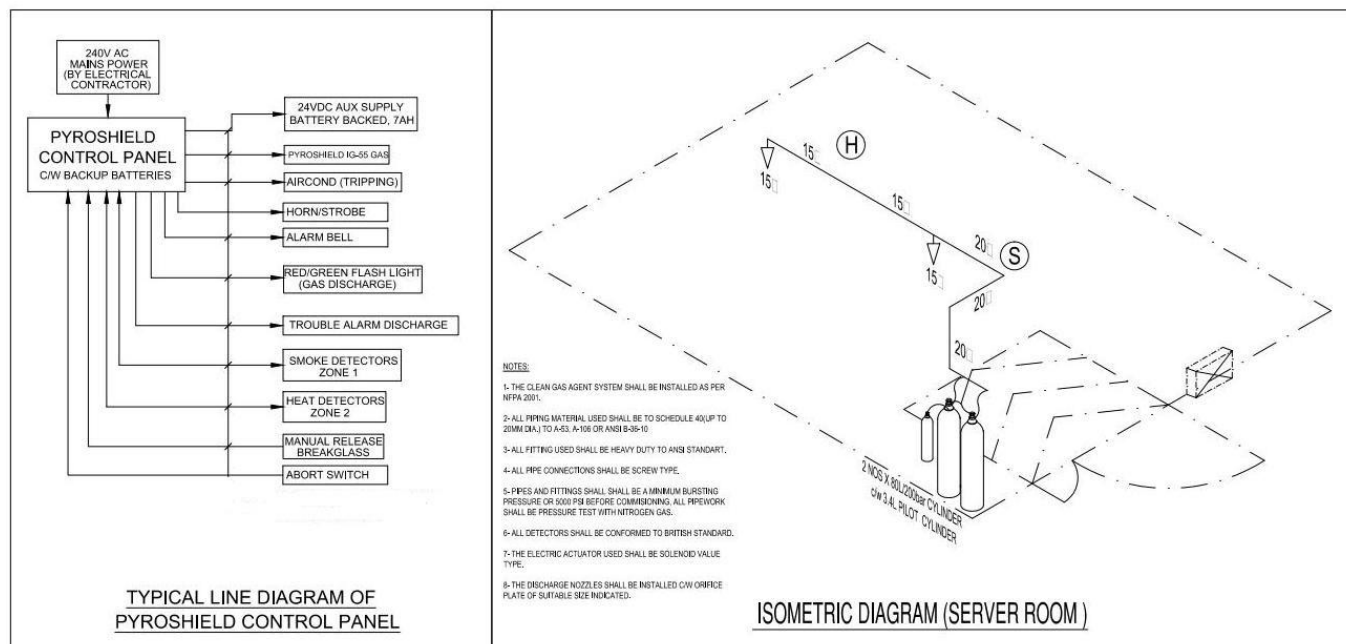 240V AC
MAINS POWER
(BY ELECTRICAL
CONTRACTOR)
PYROSHIELD
CONTROL PANEL
C/W BACKUP BATTERIES
24VDC AUX SUPPLY
BATTERY BACKED, 7AH
PYROSHIELD IG-55 GAS
AIRCOND (TRIPPING)
HORN/STROBE
ALARM BELL
RED/GREEN FLASH LIGHT
(GAS DISCHARGE)
TROUBLE ALARM DISCHARGE
SMOKE DETECTORS
ZONE 1
HEAT DETECTORS
ZONE 2
MANUAL RELEASE
BREAKGLASS
ABORT SWITCH
TYPICAL LINE DIAGRAM OF
PYROSHIELD CONTROL PANEL
15□
H
15□
15□
20□
S
15□
20□
20□
NOTES:
1- THE CLEAN GAS AGENT SYSTEM SHALL BE INSTALLED AS PER
NFPA 2001.
2- ALL PIPING MATERIAL USED SHALL BE TO SCHEDULE 40(UP TO
20MM DIA.) TO A-53, A-106 OR ANSI B-36-10
3- ALL FITTING USED SHALL BE HEAVY DUTY TO ANSI STANDART.
4- ALL PIPE CONNECTIONS SHALL BE SCREW TYPE.
5- PIPES AND FITTINGS SHALL SHALL BE A MINIMUM BURSTING
PRESSURE OR 5000 PSI BEFORE COMMISIONING. ALL PIPEWORK
SHALL BE PRESSURE TEST WITH NITROGEN GAS.
6- ALL DETECTORS SHALL BE CONFORMED TO BRITISH STANDARD.
7- THE ELECTRIC ACTUATOR USED SHALL BE SOLENOID VALUE
TYPE.
8- THE DISCHARGE NOZZLES SHALL BE INSTALLED C/W ORIFICE
PLATE OF SUITABLE SIZE INDICATED.
2 NOS X 80L/200bar CYLINDER
c/w 3.4L PILOT CYLINDER
ISOMETRIC DIAGRAM (SERVER ROOM )